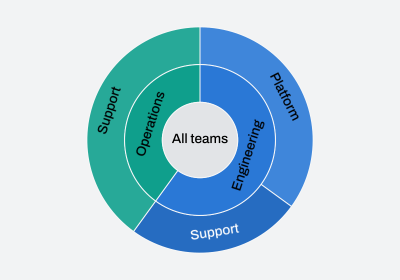 Platform
Support
Operations
All teams
Engineering
Support